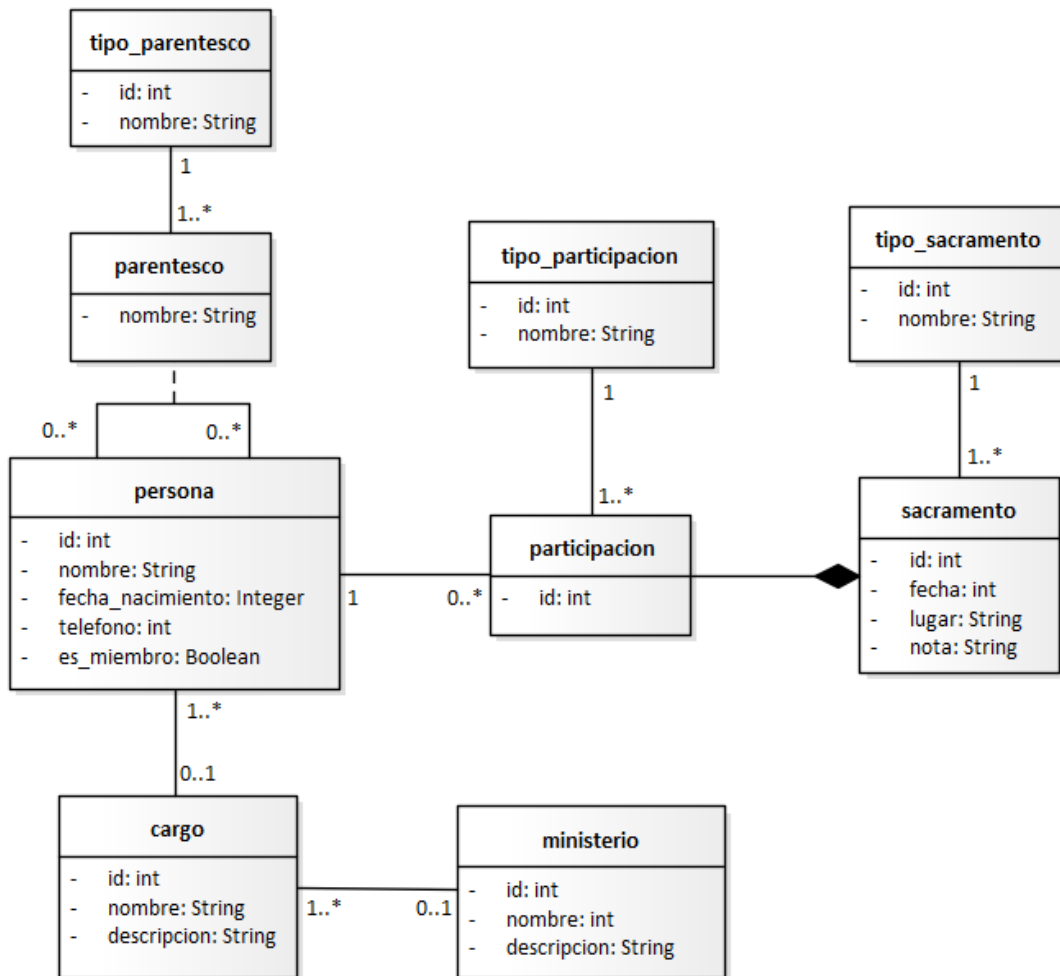 tipo_parentesco
- id: int
- nombre: String
1
1..*
parentesco
- nombre: String
0..*
0..*
persona
- id: int
- nombre: String
- fecha_nacimiento: Integer
- telefono: int
- es_miembro: Boolean
1
0..*
tipo_participacion
- id: int
- nombre: String
1
1..*
participacion
- id: int
tipo_sacramento
- id: int
- nombre: String
1
1..*
sacramento
- id: int
- fecha: int
- lugar: String
- nota: String
1..*
0..1
cargo
- id: int
- nombre: String
- descripcion: String
1..*
0..1
ministerio
- id: int
- nombre: int
- descripcion: String